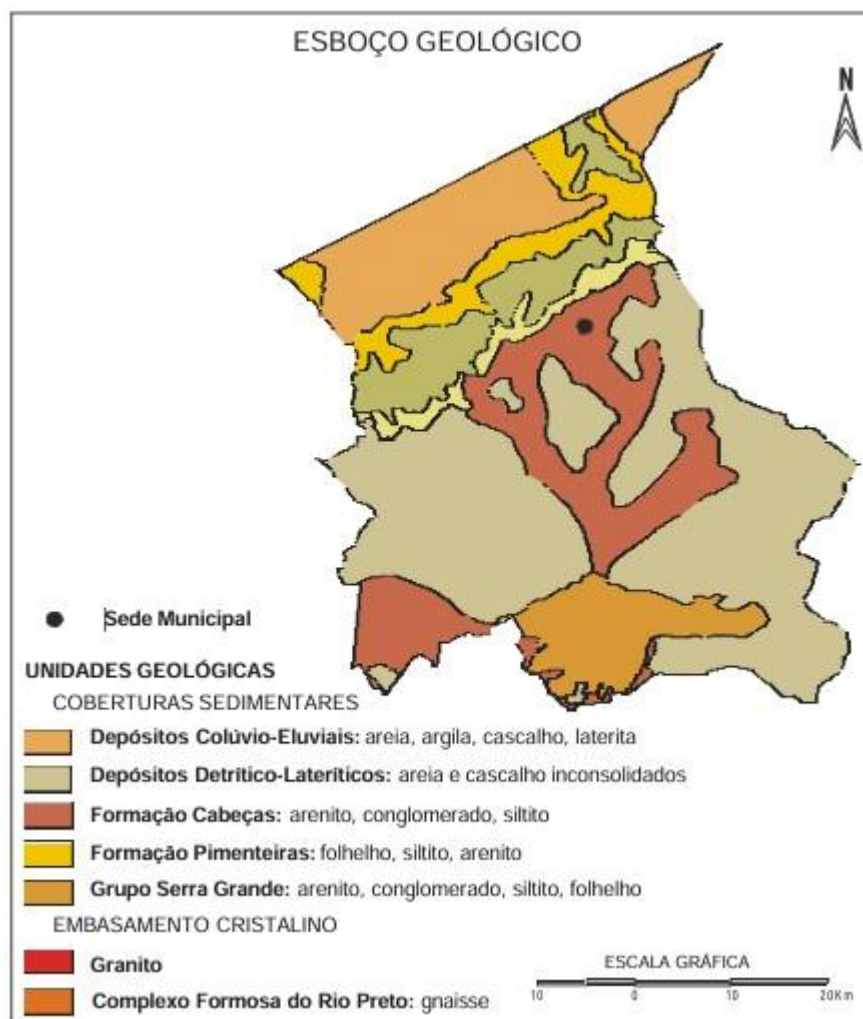 ESBOÇO GEOLÓGICO
N
Sede Municipal
UNIDADES GEOLÓGICAS
COBERTURAS SEDIMENTARES
Depósitos Colúvio-Eluviais: areia, argila, cascalho, laterita
Depósitos Detrítico-Lateríticos: areia e cascalho inconsolidados
Formação Cabeças: arenito, conglomerado, siltito
Formação Pimenteiras: folhelho, siltito, arenito
Grupo Serra Grande: arenito, conglomerado, siltito, folhelho
EMBASAMENTO CRISTALINO
Granito
Complexo Formosa do Rio Preto: gnaisse
ESCALA GRÁFICA
10 0 10 20Km